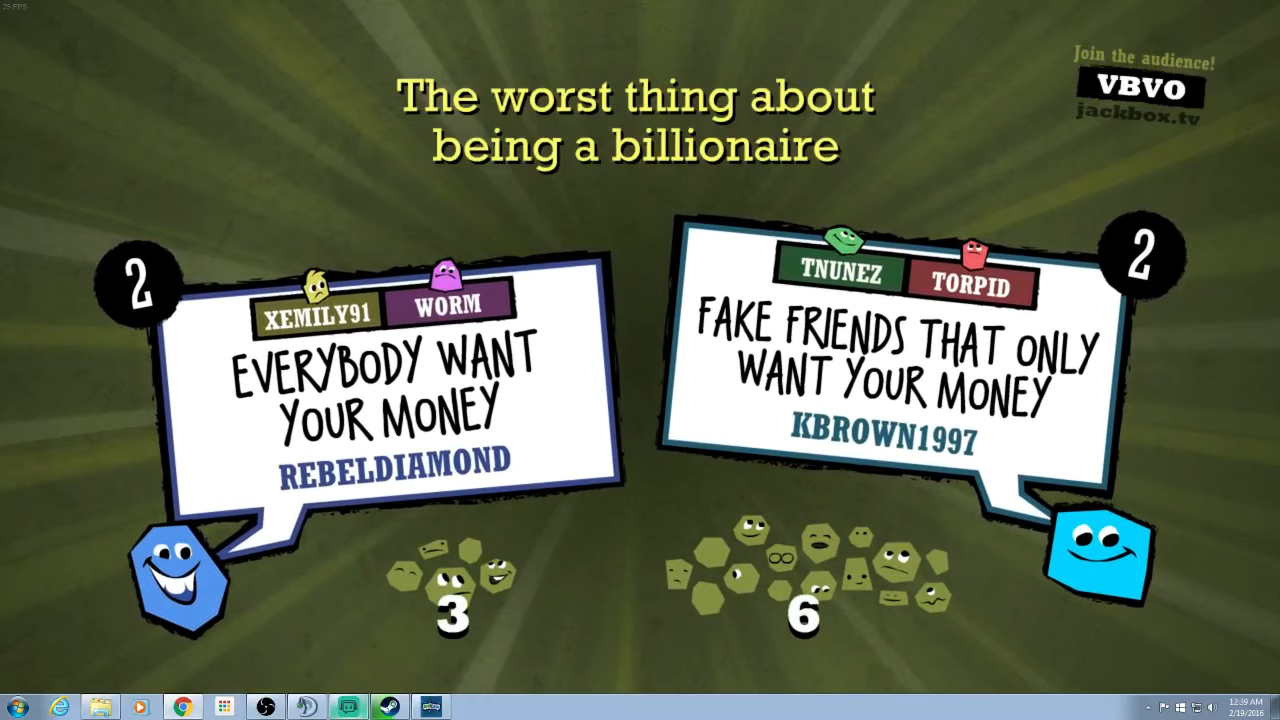 25 FPS
Join the audience!
VBVO
jackbox.tv
The worst thing about
being a billionaire
2
XEMILY91 WORM
EVERYBODY WANT
YOUR MONEY
REBELDIAMOND
2
TNUNEZ TORPID
FAKE FRIENDS THAT ONLY
WANT YOUR MONEY
KBROWN1997
3
6
12:39 AM
2/19/2016